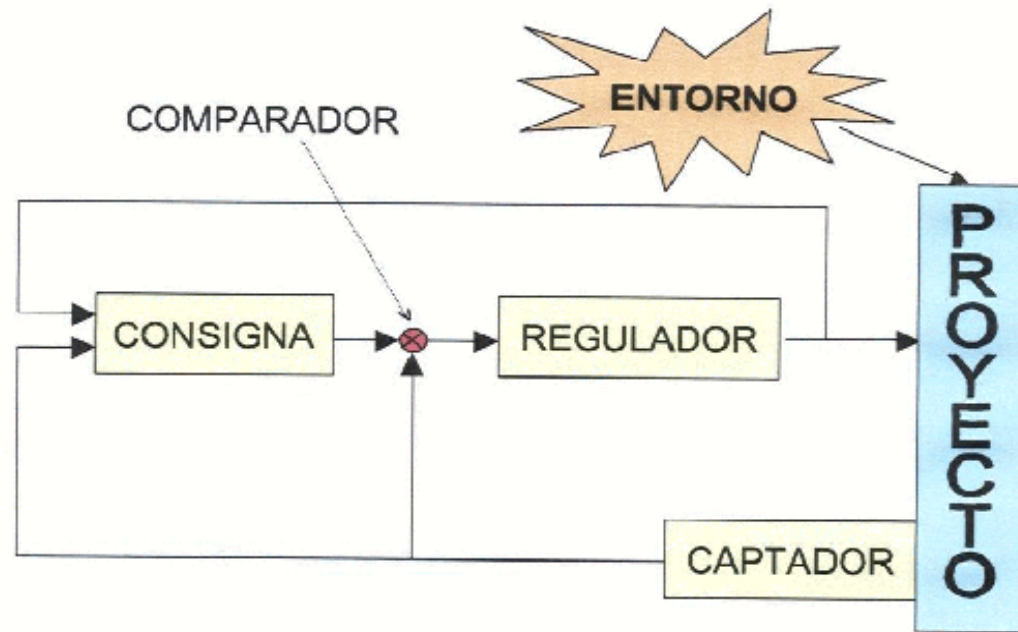 ENTORNO
COMPARADOR
CONSIGNA
REGULADOR
PROYECTO
CAPTADOR